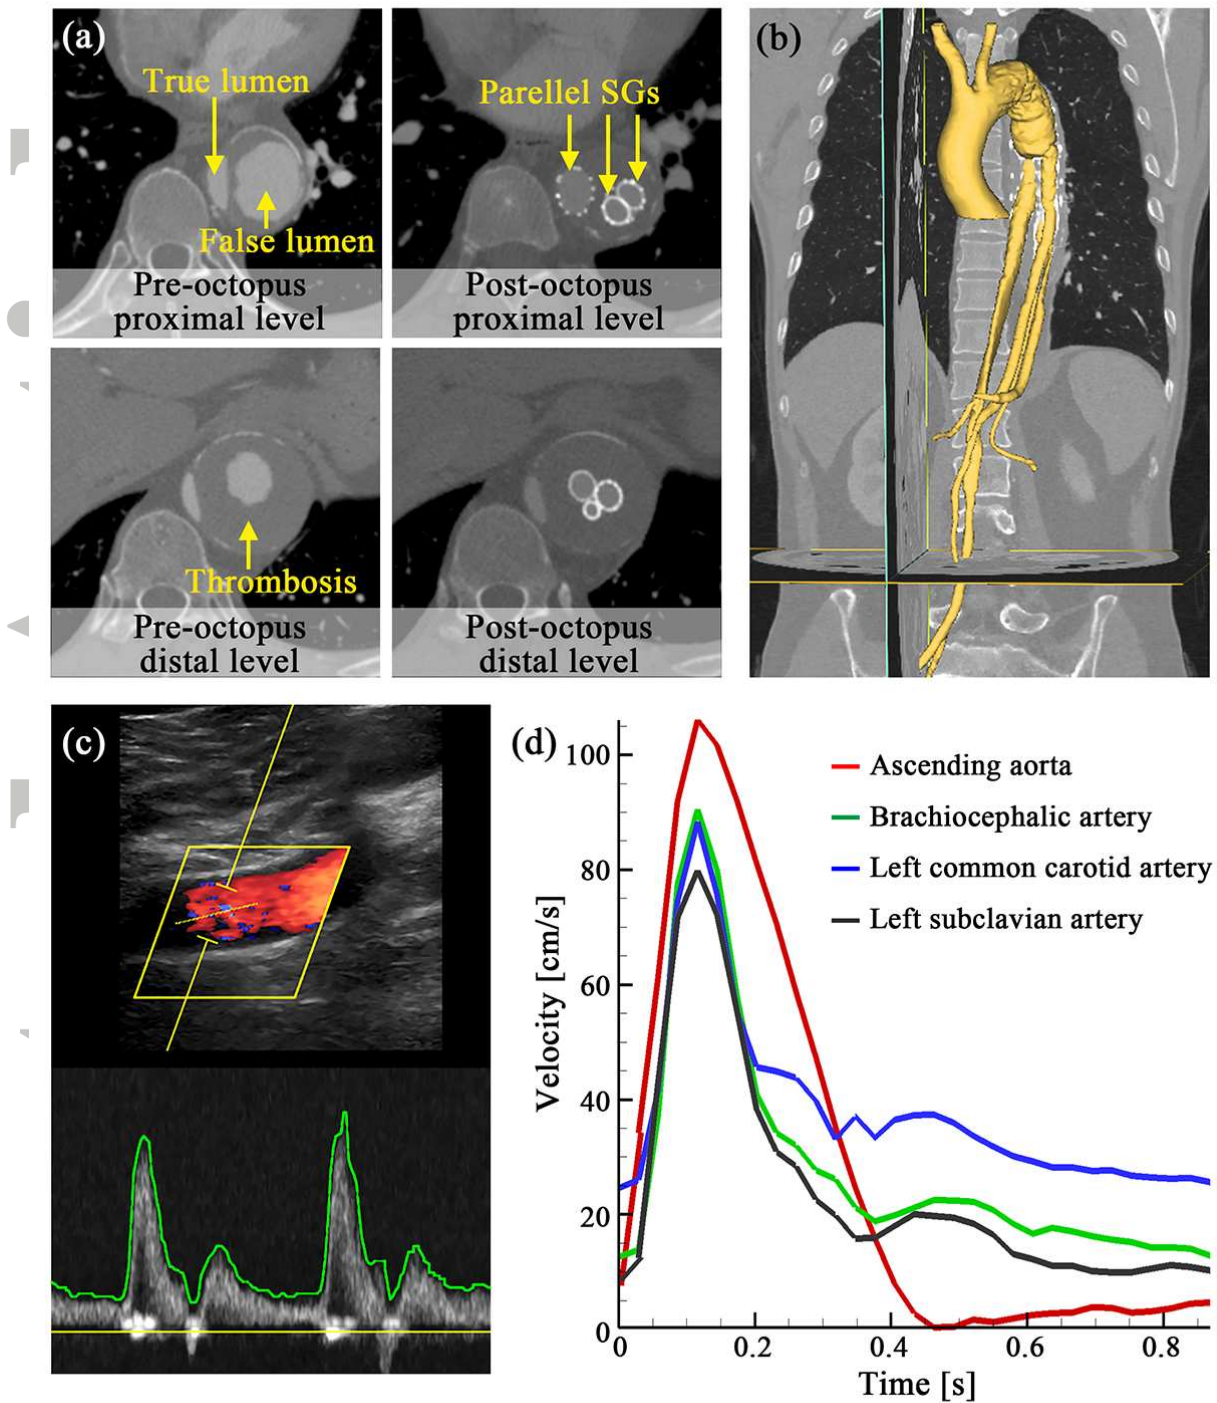 (a)
True lumen
False lumen
Pre-octopus
proximal level
Parellel SGs
Post-octopus
proximal level
Thrombosis
Pre-octopus
distal level
Post-octopus
distal level
(b)
(c)
(d)
Velocity [cm/s]
100
80
60
40
20
0
Ascending aorta
Brachiocephalic artery
Left common carotid artery
Left subclavian artery
0 0.2 0.4 0.6 0.8
Time [s]